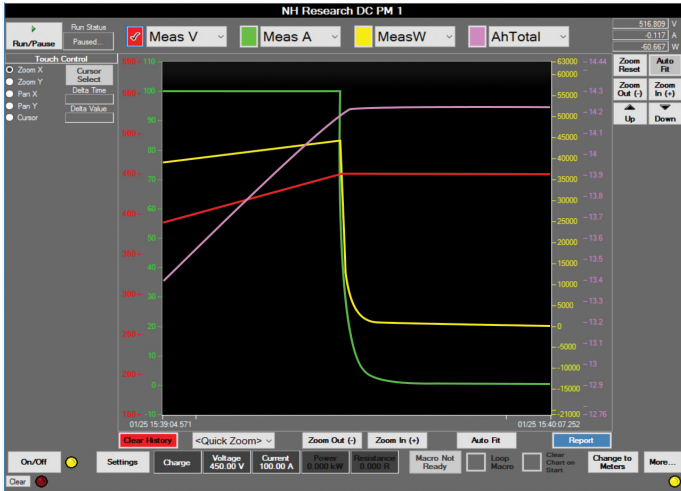 NH Research DC PM 1
Run/Pause
Run Status
Paused...
Meas V
Meas A
MeasW
AhTotal
516.809 V
-0.117 A
-60.667 W
Touch Control
Zoom X
Zoom Y
Pan X
Pan Y
Cursor
Cursor Select
Delta Time
Delta Value
Zoom Reset
Auto Fit
Zoom Out (-)
Zoom In (+)
Up
Down
110
100
90
80
70
60
50
40
30
20
10
0
-10
550
500
450
400
350
300
250
200
150
63000
60000
55000
50000
45000
40000
35000
30000
25000
20000
15000
10000
5000
0
-5000
-10000
-15000
-21000
14.44
14.3
14.2
14.1
14
13.9
13.8
13.7
13.6
13.5
13.4
13.3
13.2
13.1
13
12.9
12.76
01/25 15:39:04.571
01/25 15:40:07.252
Clear History
<Quick Zoom>
Zoom Out (-)
Zoom In (+)
Auto Fit
Report
On/Off
Settings
Charge
Voltage
450.00 V
Current
100.00 A
Power
0.000 kW
Resistance
0.000 R
Macro Not
Ready
Loop
Macro
Clear
Chart on
Start
Change to
Meters
More...
Clear